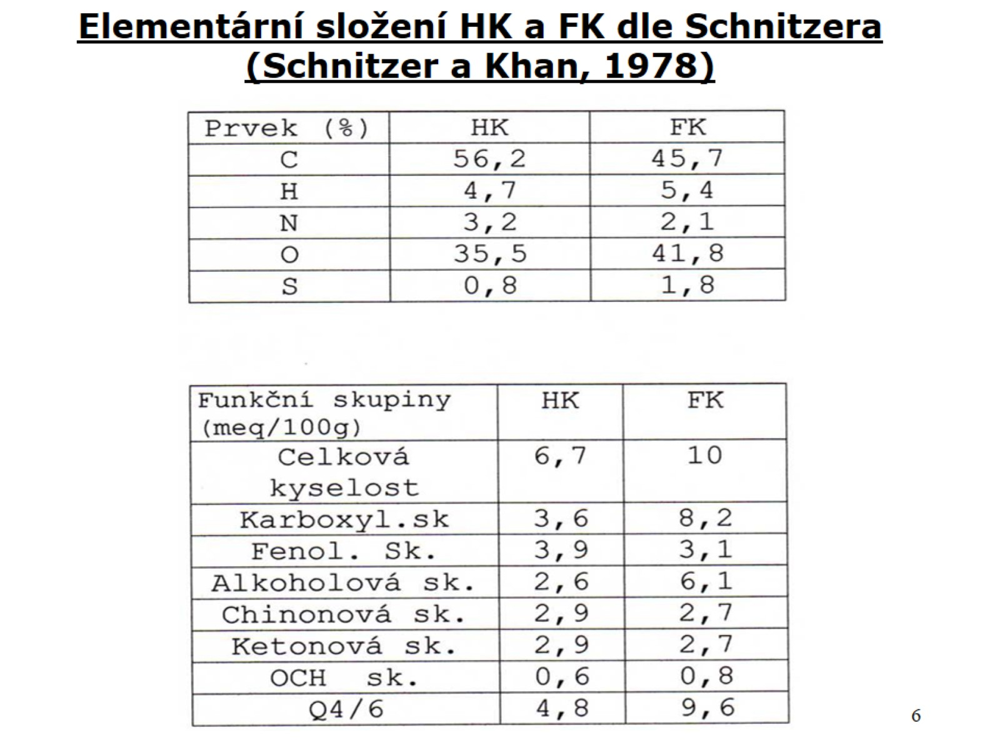 Elementární složení HK a FK dle Schnitzera
(Schnitzer a Khan, 1978)
Prvek (%) HK FK
C 56,2 45,7
H 4,7 5,4
N 3,2 2,1
O 35,5 41,8
S 0,8 1,8
Funkční skupiny HK FK
(meq/100g)
Celková 6,7 10
kyselost
Karboxyl.sk 3,6 8,2
Fenol. Sk. 3,9 3,1
Alkoholová sk. 2,6 6,1
Chinonová sk. 2,9 2,7
Ketonová sk. 2,9 2,7
OCH sk. 0,6 0,8
Q4/6 4,8 9,6
6